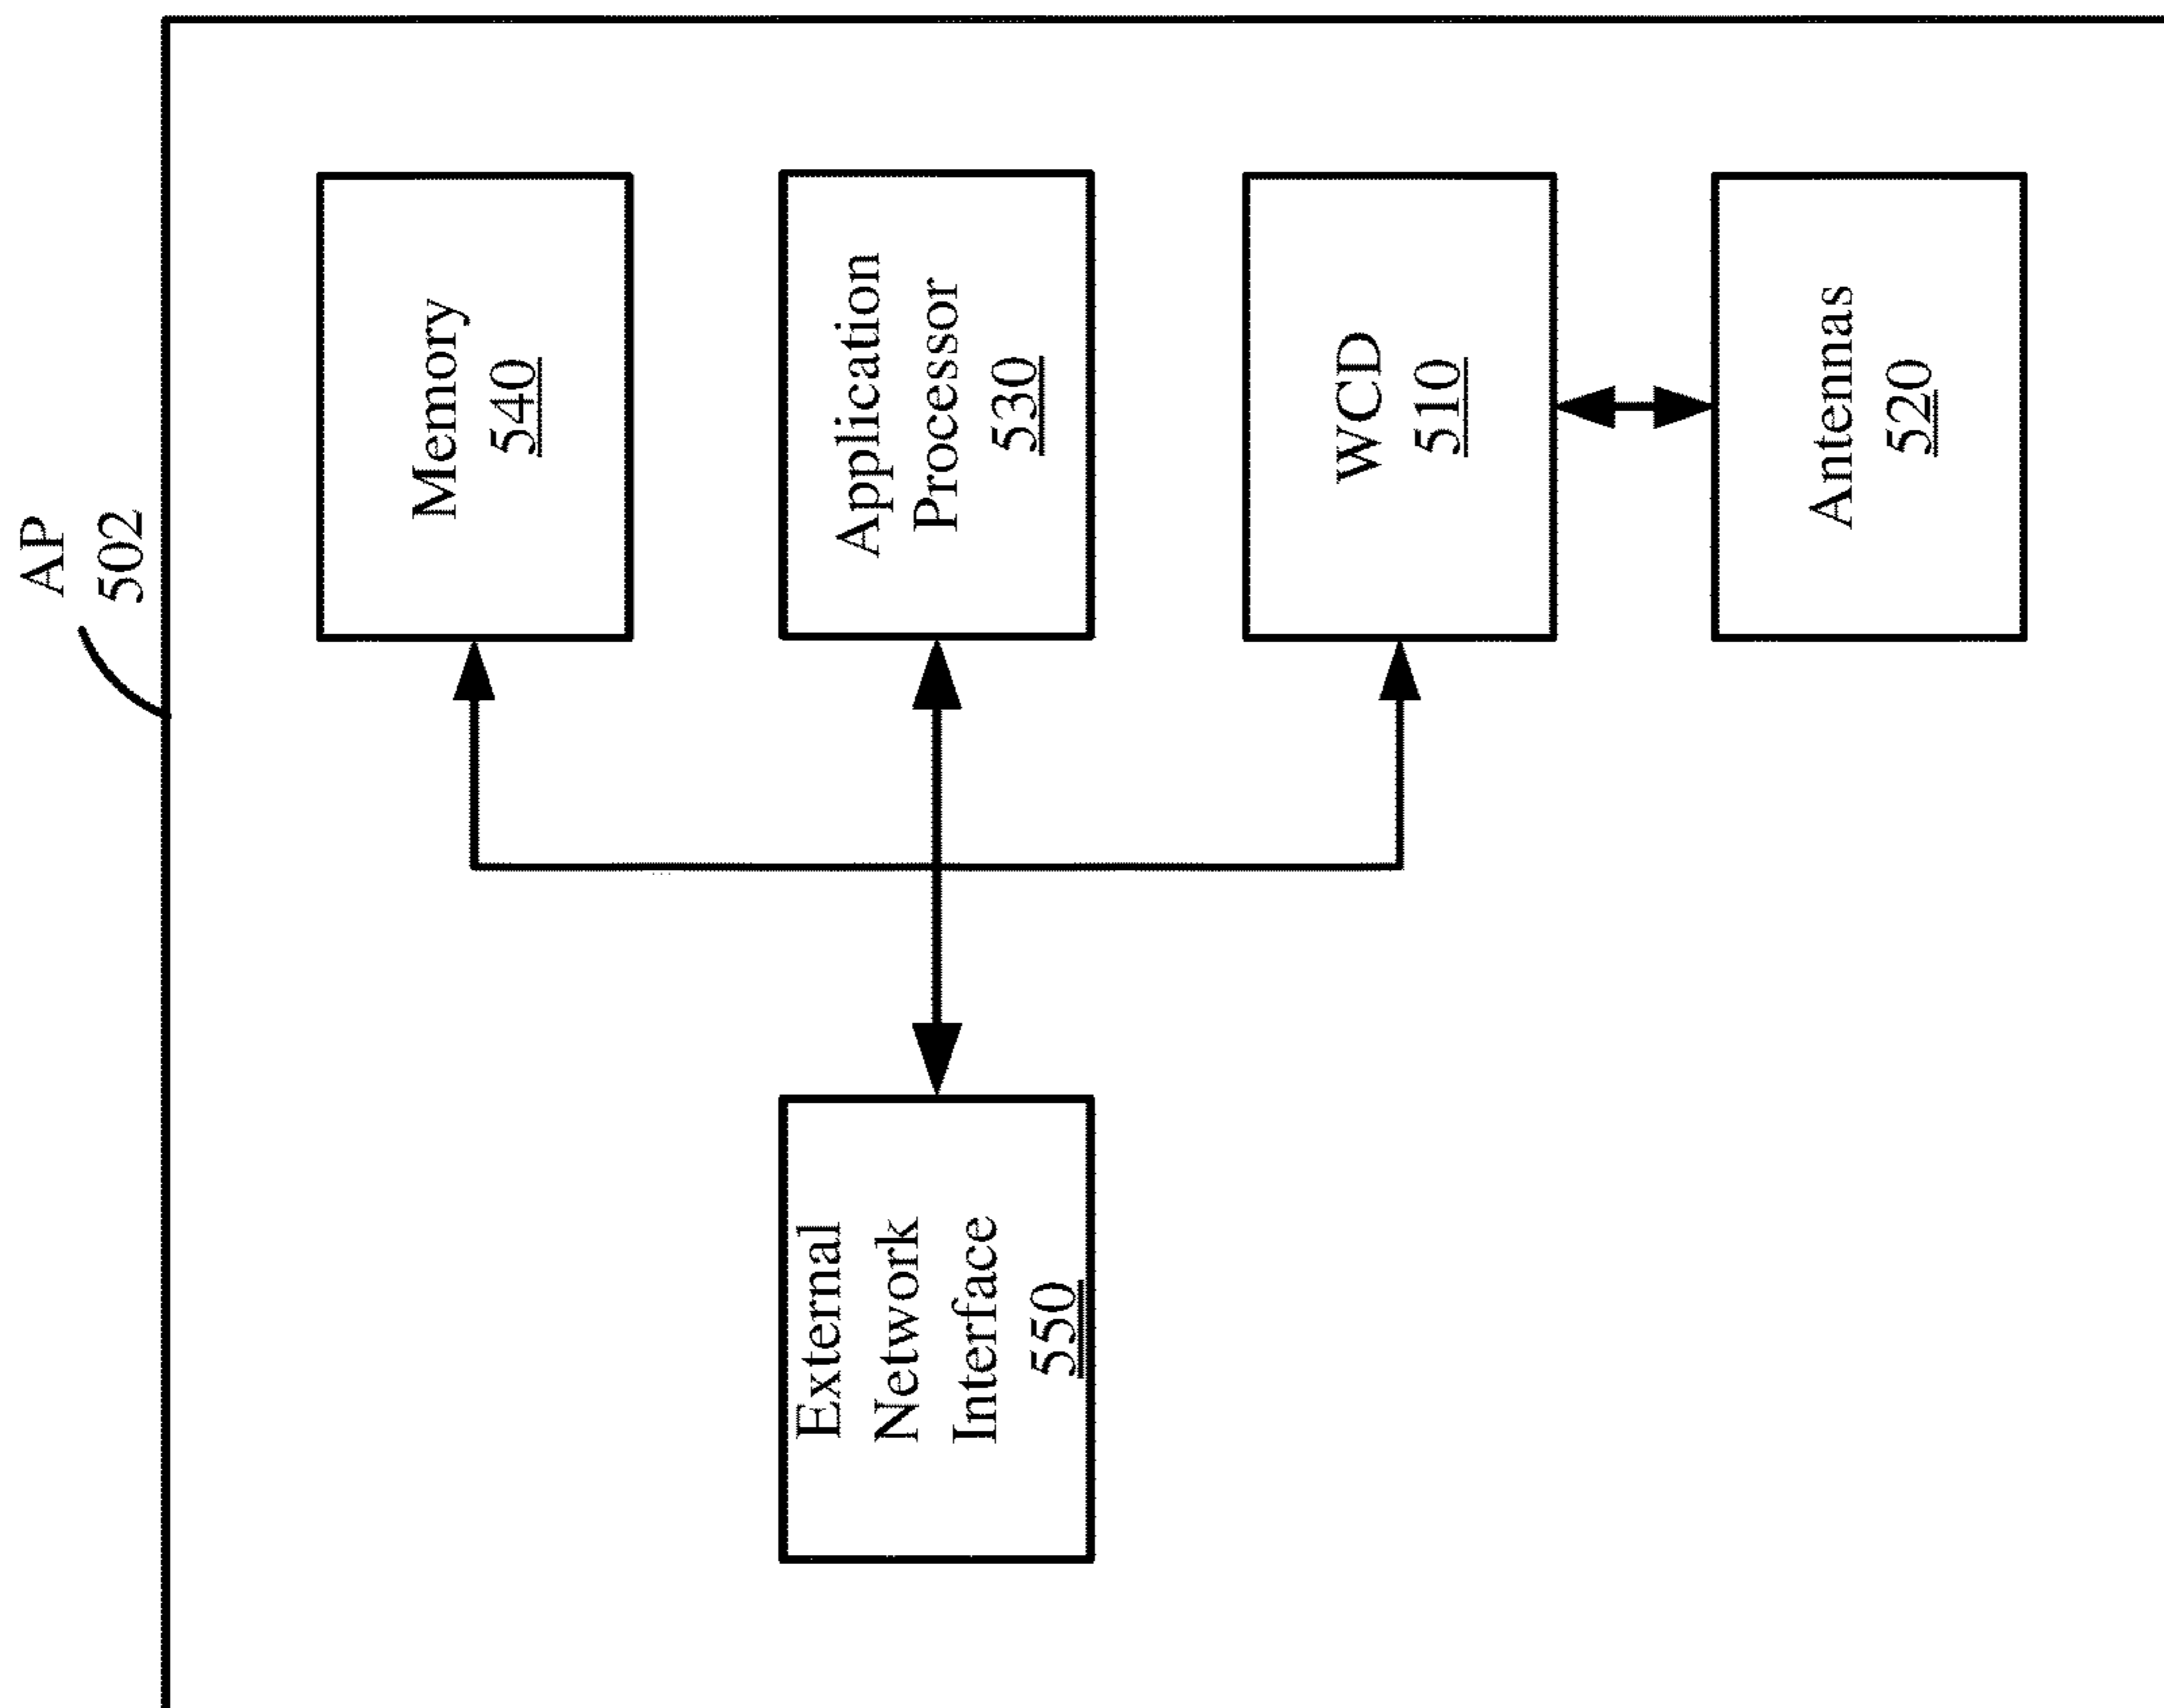 AP
502
Memory
540
Application
Processor
530
WCD
510
Antennas
520
External
Network
Interface
550